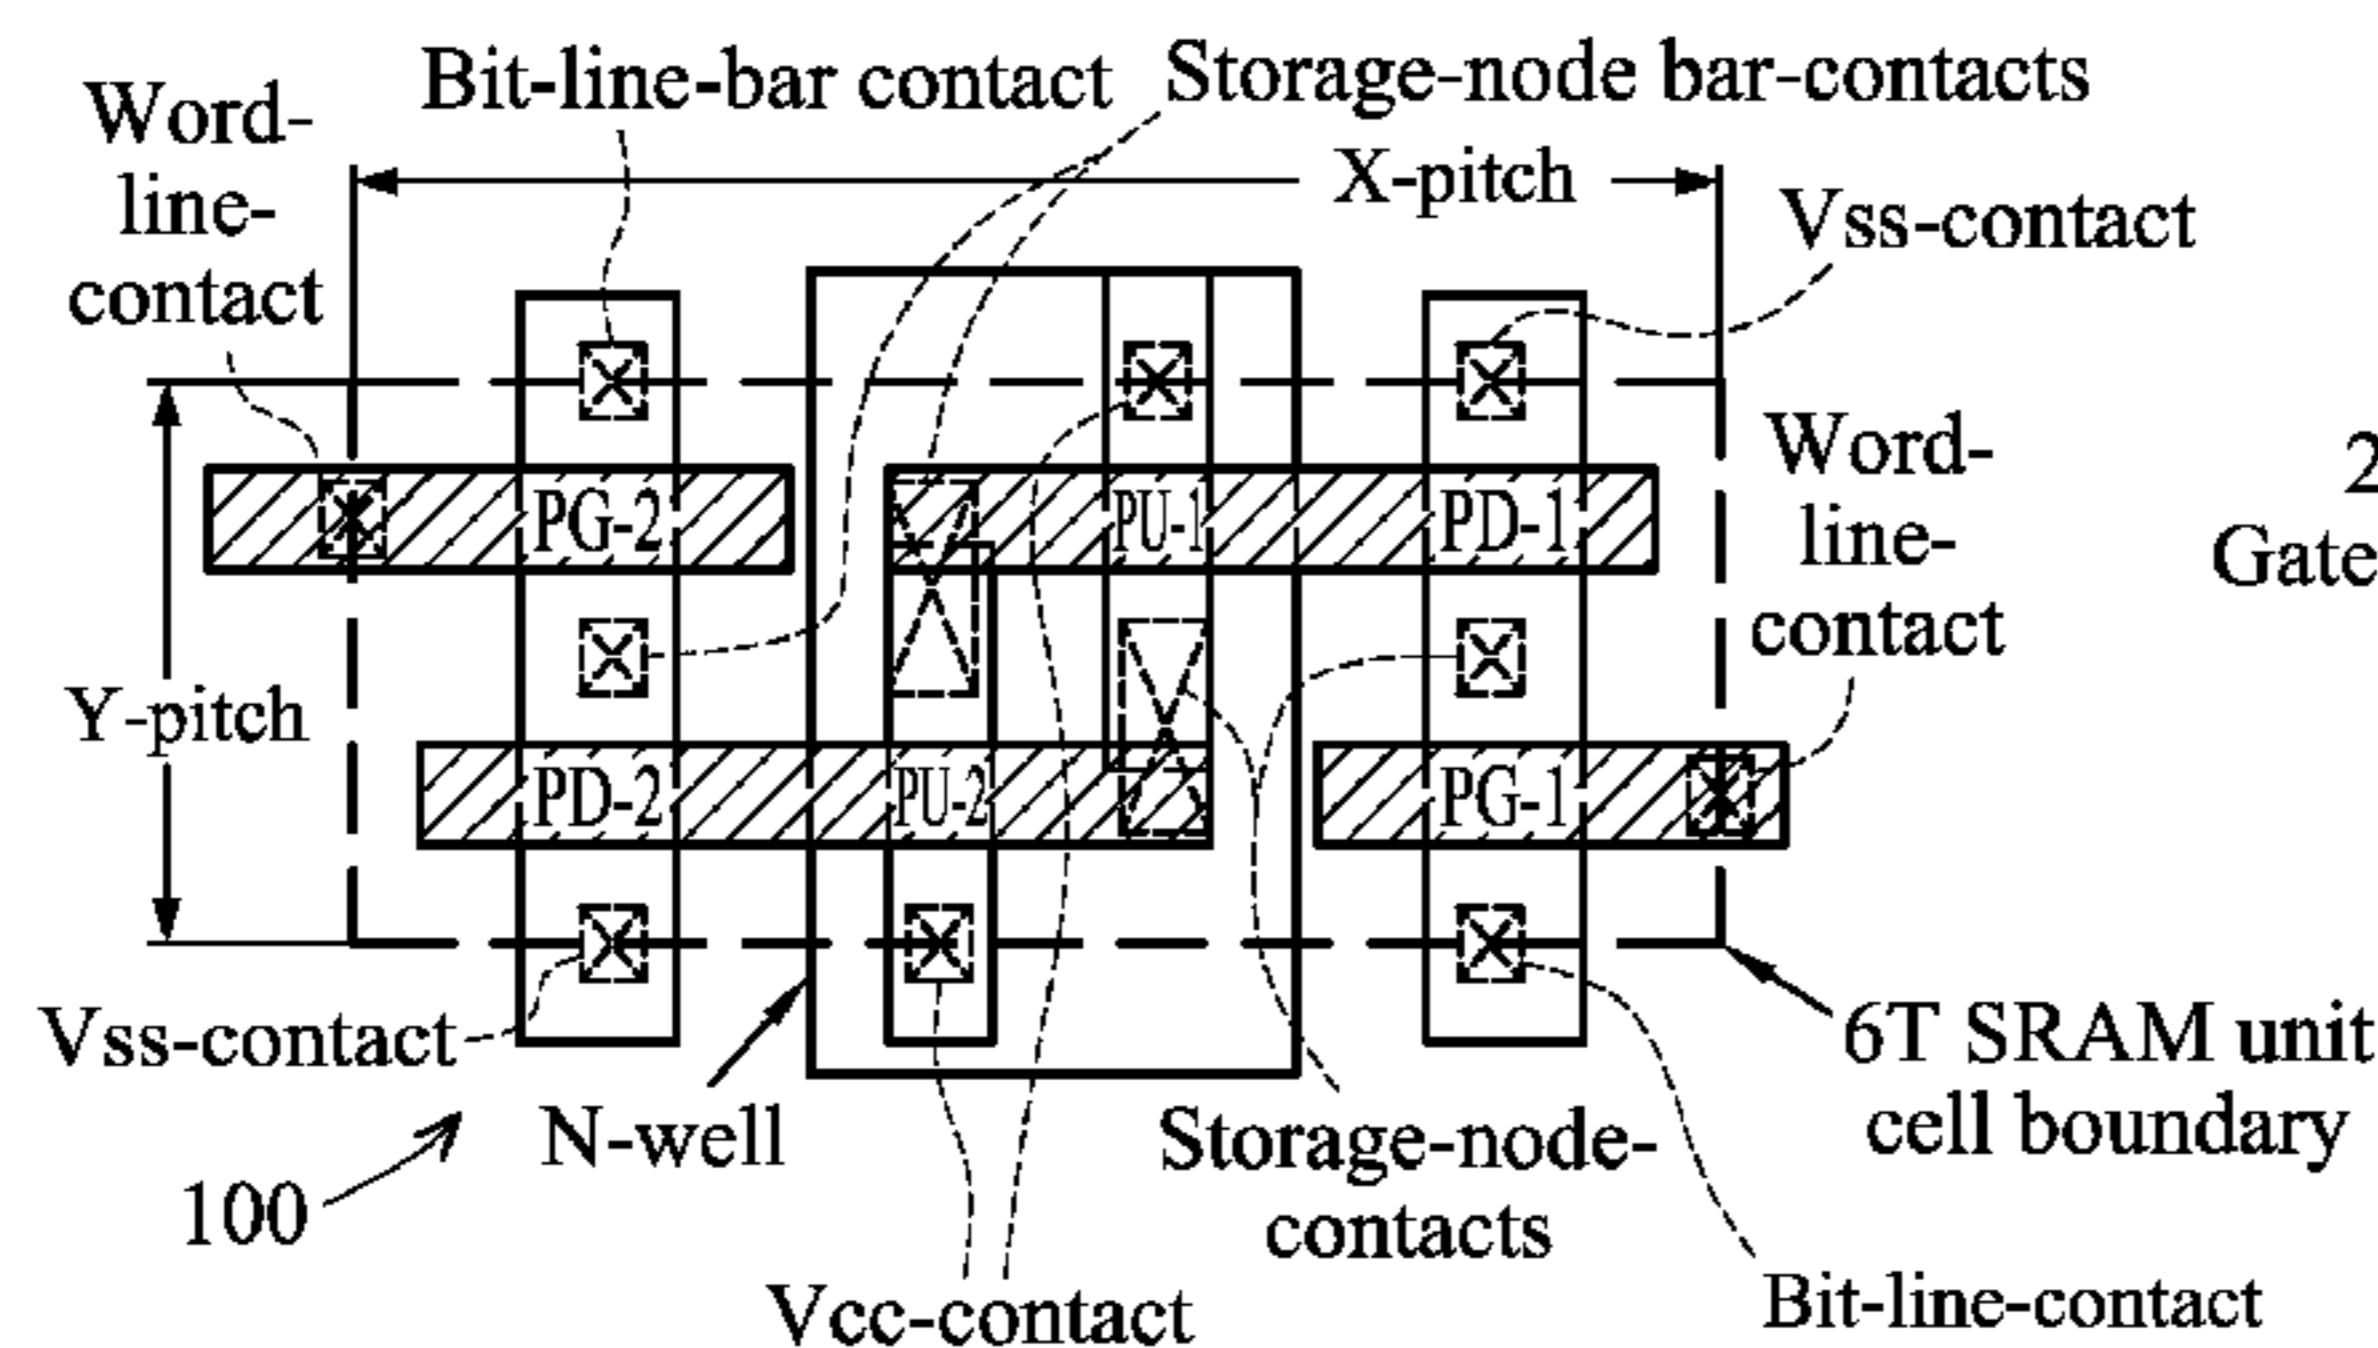 Bit-line-bar contact
Storage-node bar-contacts
Word-
line-
contact
X-pitch
Vss-contact
Word-
line-
contact
2
Gate
PG-2
PU-1
PD-1
Y-pitch
PD-2
PU-2
PG-1
Vss-contact
N-well
100
Storage-node-
contacts
6T SRAM unit
cell boundary
Vcc-contact
Bit-line-contact